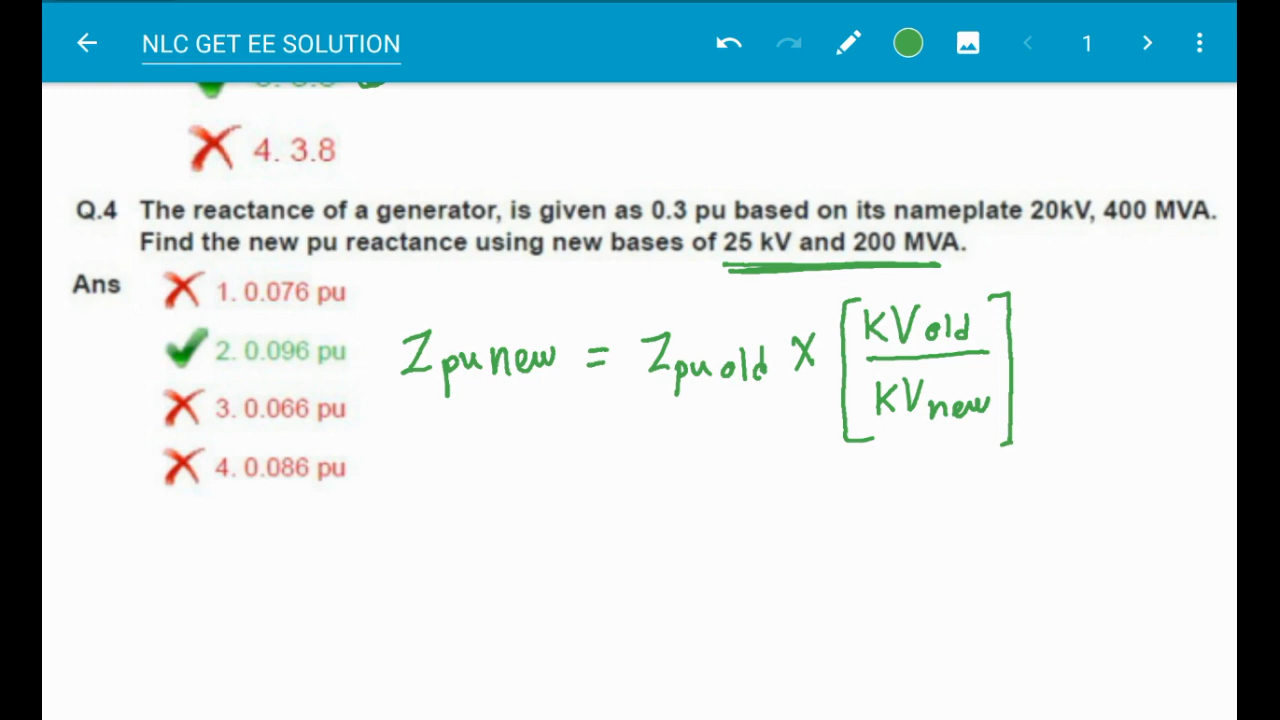 NLC GET EE SOLUTION
1
4. 3.8
Q.4 The reactance of a generator, is given as 0.3 pu based on its nameplate 20kV, 400 MVA.
Find the new pu reactance using new bases of 25 kV and 200 MVA.
Ans
1. 0.076 pu
2. 0.096 pu
3. 0.066 pu
4. 0.086 pu
Zpu new = Zpu old X [KVold
KVnew]